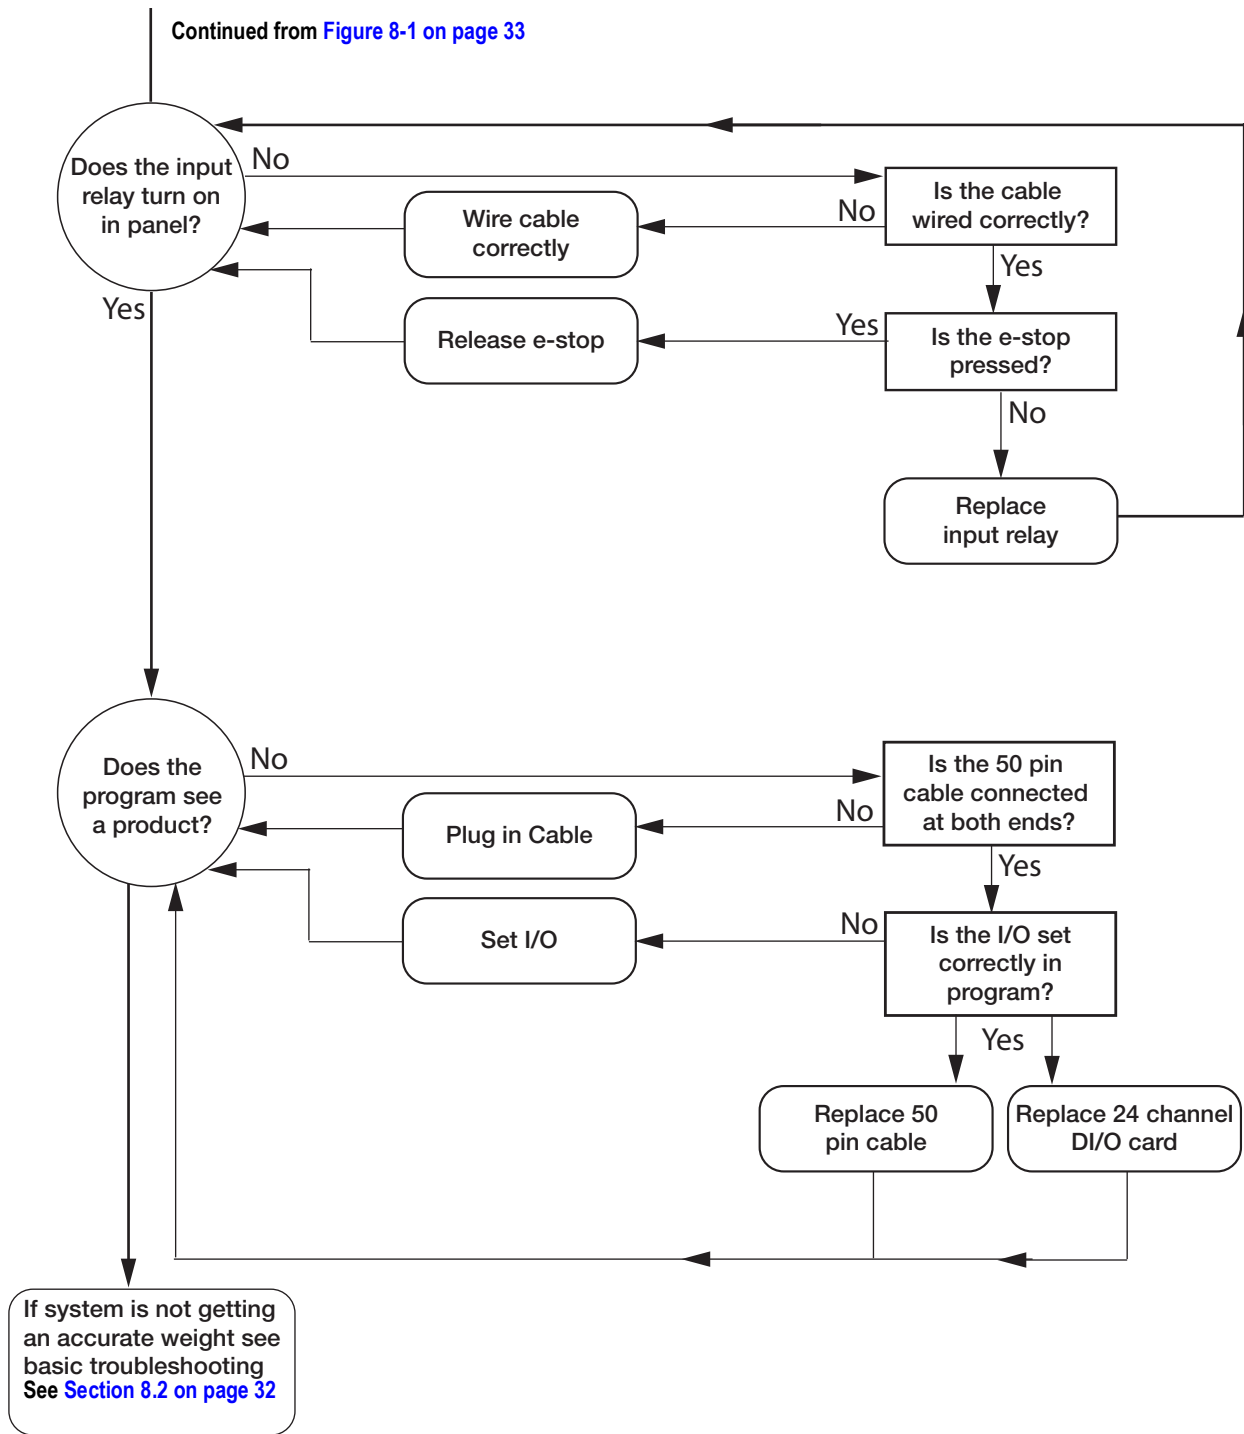 Continued from Figure 8-1 on page 33
Does the input
relay turn on
in panel?
No
Is the cable
wired correctly?
No
Wire cable
correctly
Yes
Is the e-stop
pressed?
Yes
Release e-stop
No
Replace
input relay
Yes
Does the
program see
a product?
No
Is the 50 pin
cable connected
at both ends?
No
Plug in Cable
Yes
Is the I/O set
correctly in
program?
No
Set I/O
Yes
Replace 50
pin cable
Replace 24 channel
DI/O card
If system is not getting
an accurate weight see
basic troubleshooting
See Section 8.2 on page 32